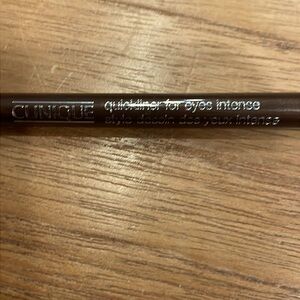 CLINIQUE
quickliner for eyes intense
stylo dessin des yeux intense